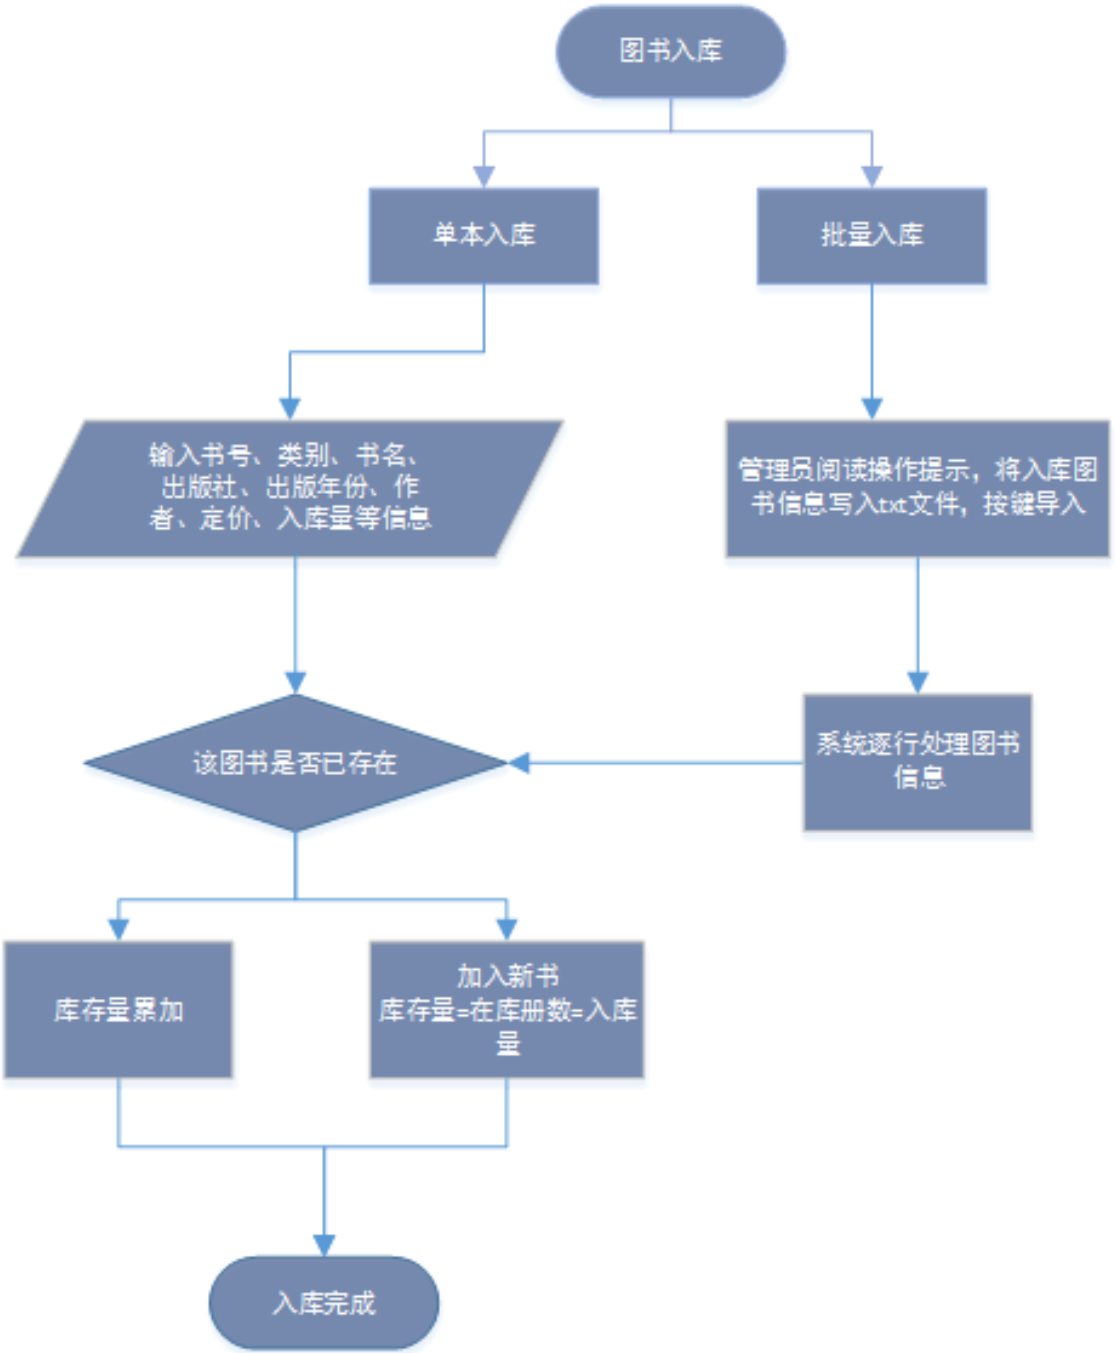 图书入库
单本入库
批量入库
输入书号、类别、书名、
出版社、出版年份、作
者、定价、入库量等信息
管理员阅读操作提示，将入库图
书信息写入txt文件，按键导入
该图书是否已存在
系统逐行处理图书
信息
库存量累加
加入新书
库存量=在库册数=入库
量
入库完成